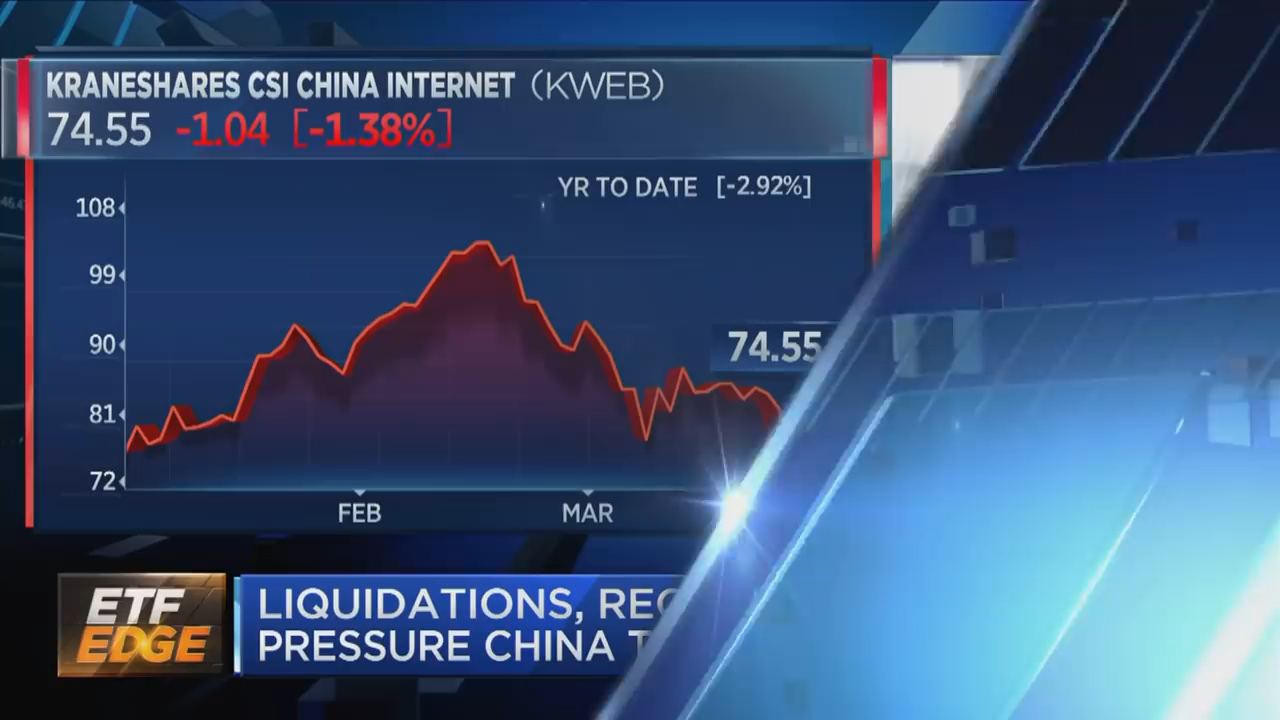 KRANESHARES CSI CHINA INTERNET (KWEB)
74.55 -1.04 [-1.38%]
YR TO DATE [-2.92%]
108
99
90
74.55
81
72
FEB MAR
ETF
EDGE
LIQUIDATIONS,
PRESSURE CHINA